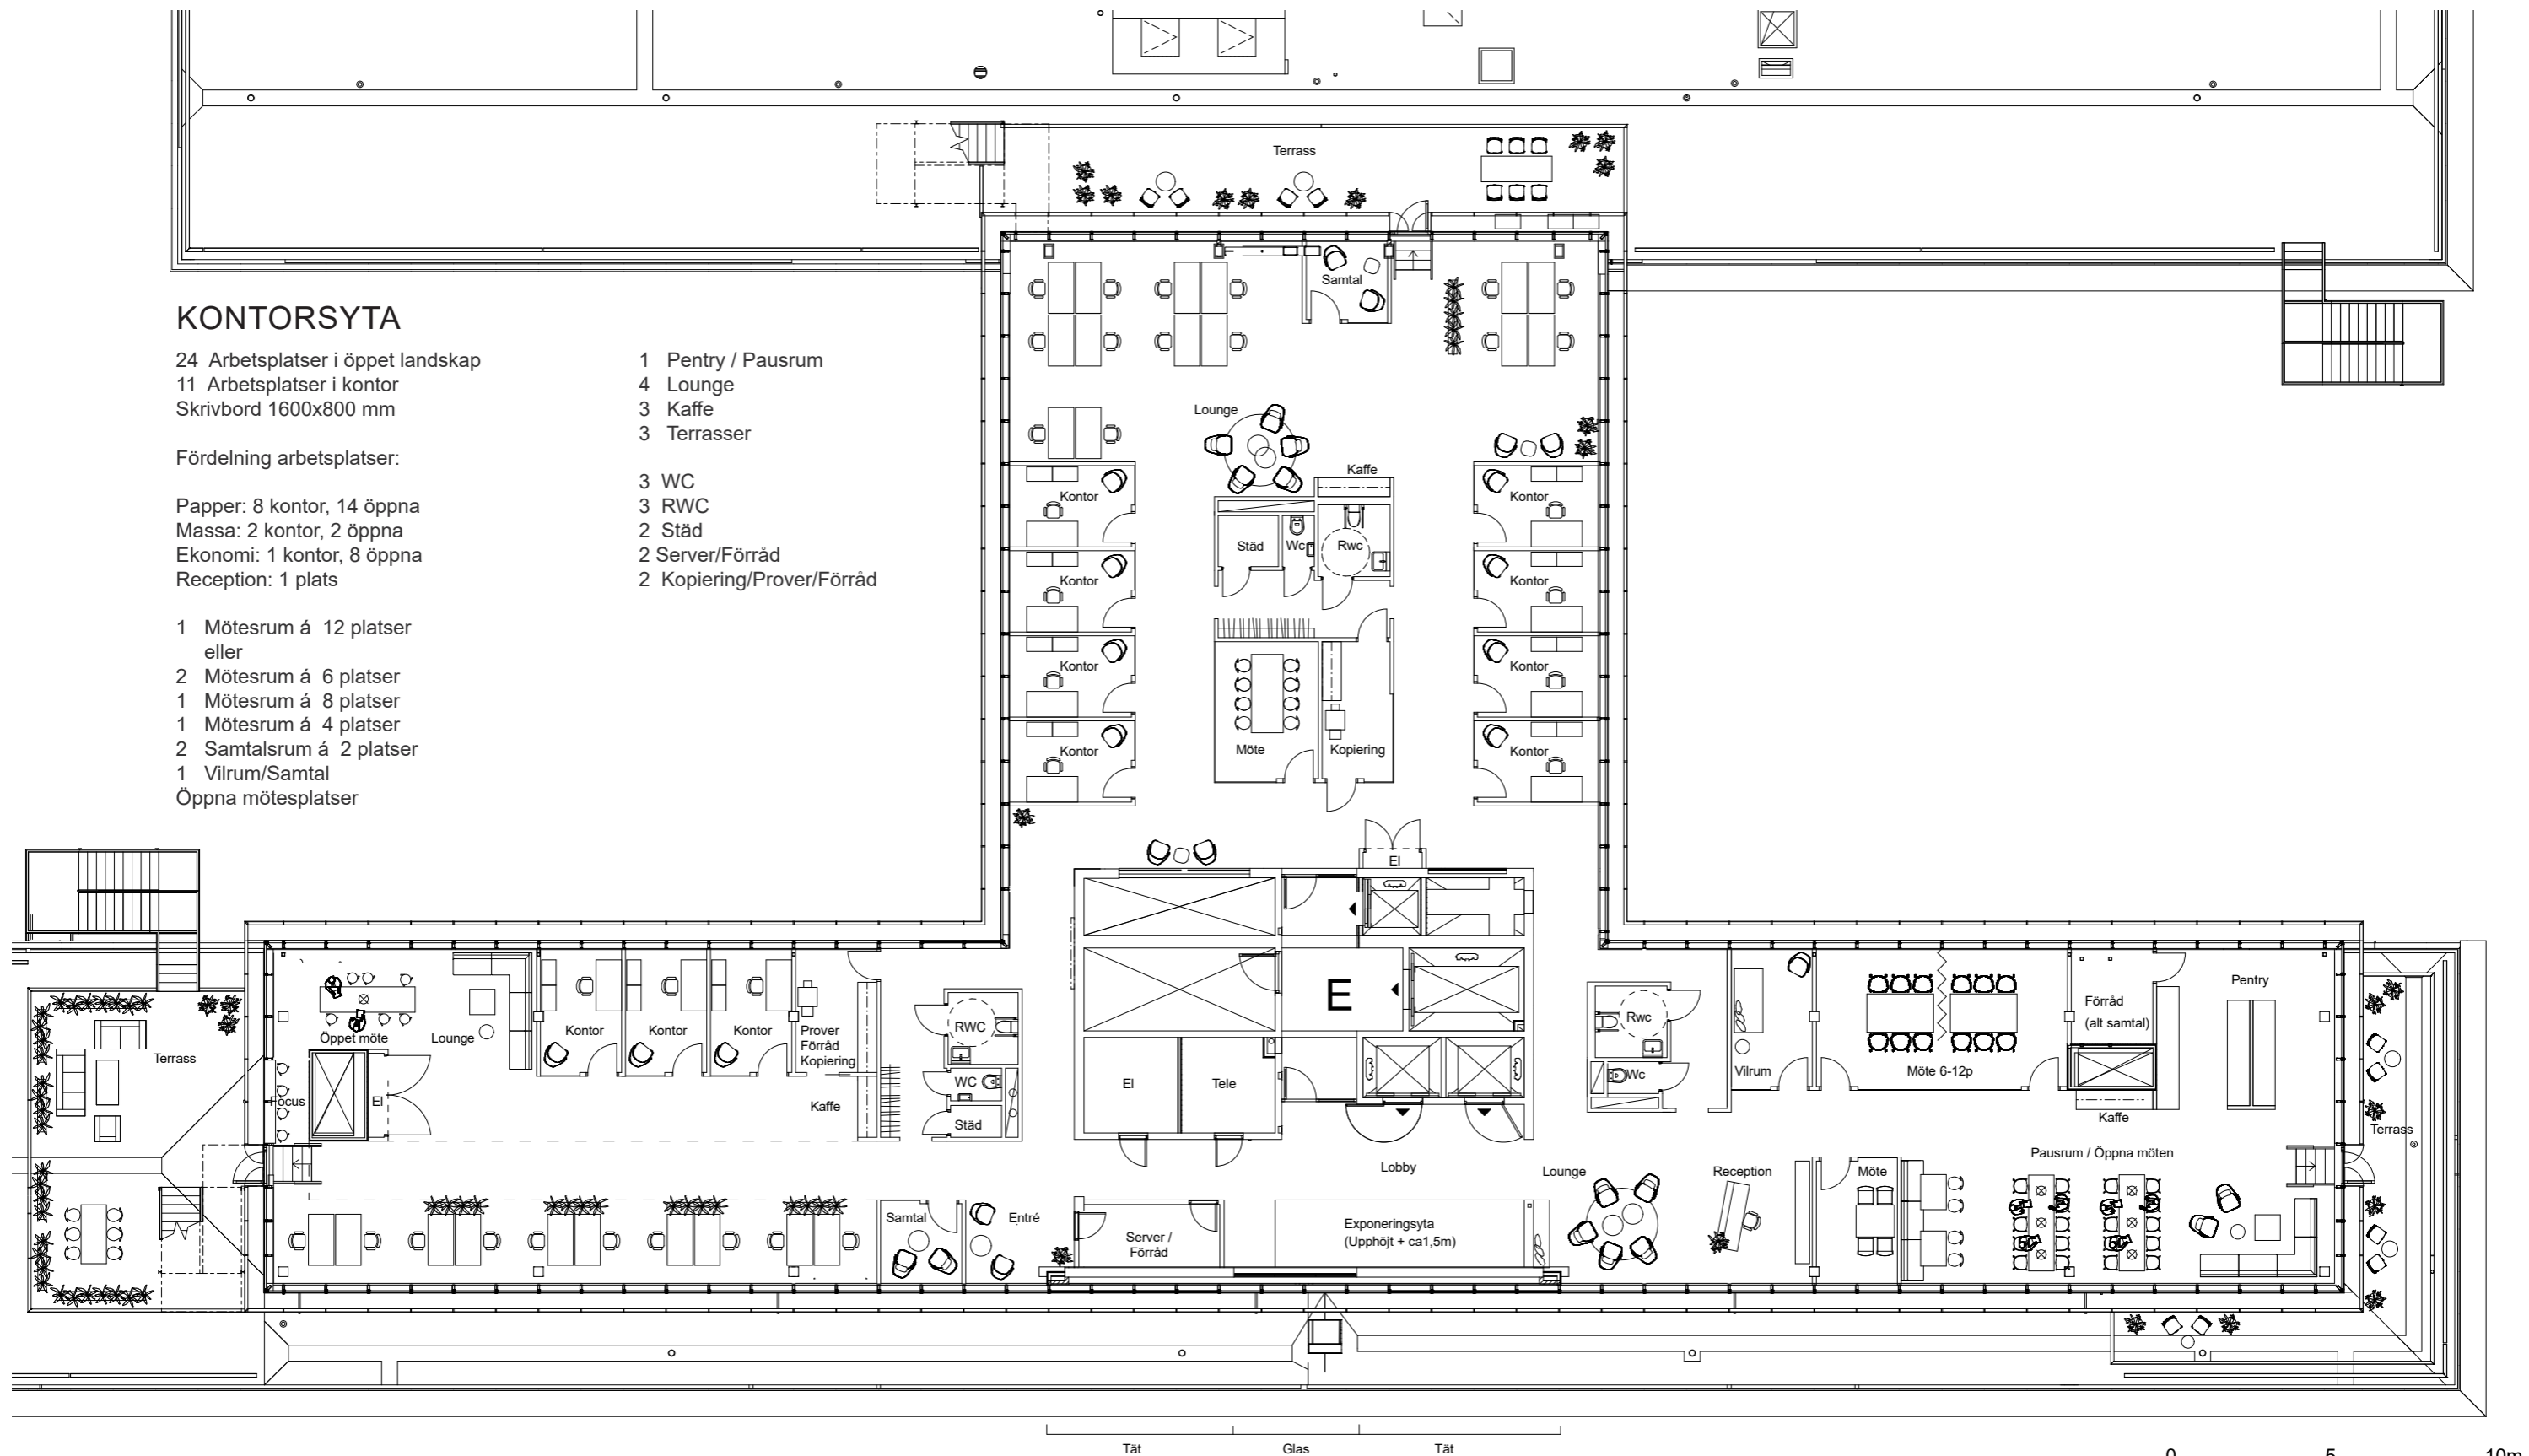 Terrass
Samtal
KONTORSYTA
24 Arbetsplatser i öppet landskap
11 Arbetsplatser i kontor
Skrivbord 1600x800 mm
Fördelning arbetsplatser:
Papper: 8 kontor, 14 öppna
Massa: 2 kontor, 2 öppna
Ekonomi: 1 kontor, 8 öppna
Reception: 1 plats
1 Mötesrum á 12 platser
eller
2 Mötesrum á 6 platser
1 Mötesrum á 8 platser
1 Mötesrum á 4 platser
2 Samtalsrum á 2 platser
1 Vilrum/Samtal
Öppna mötesplatser
1 Pentry / Pausrum
4 Lounge
3 Kaffe
3 Terrasser
3 WC
3 RWC
2 Städ
2 Server/Förråd
2 Kopiering/Prover/Förråd
Lounge
Kaffe
Kontor
Kontor
Städ
Wc
Rwc
Kontor
Kontor
Kontor
Kontor
Kontor
Möte
Kopiering
Kontor
El
E
Pentry
Förråd
(alt samtal)
Rwc
RWC
Öppet möte
Lounge
Kontor
Kontor
Kontor
Prover
Förråd
Kopiering
Terrass
Vilrum
Möte 6-12p
Wc
WC
El
Tele
Focus
El
Kaffe
Kaffe
Städ
Terrass
Pausrum / Öppna möten
Lobby
Lounge
Reception
Möte
Samtal
Entré
Server /
Förråd
Exponeringsyta
(Upphöjt + ca1,5m)
Tät
Glas
Tät
0
5
10m